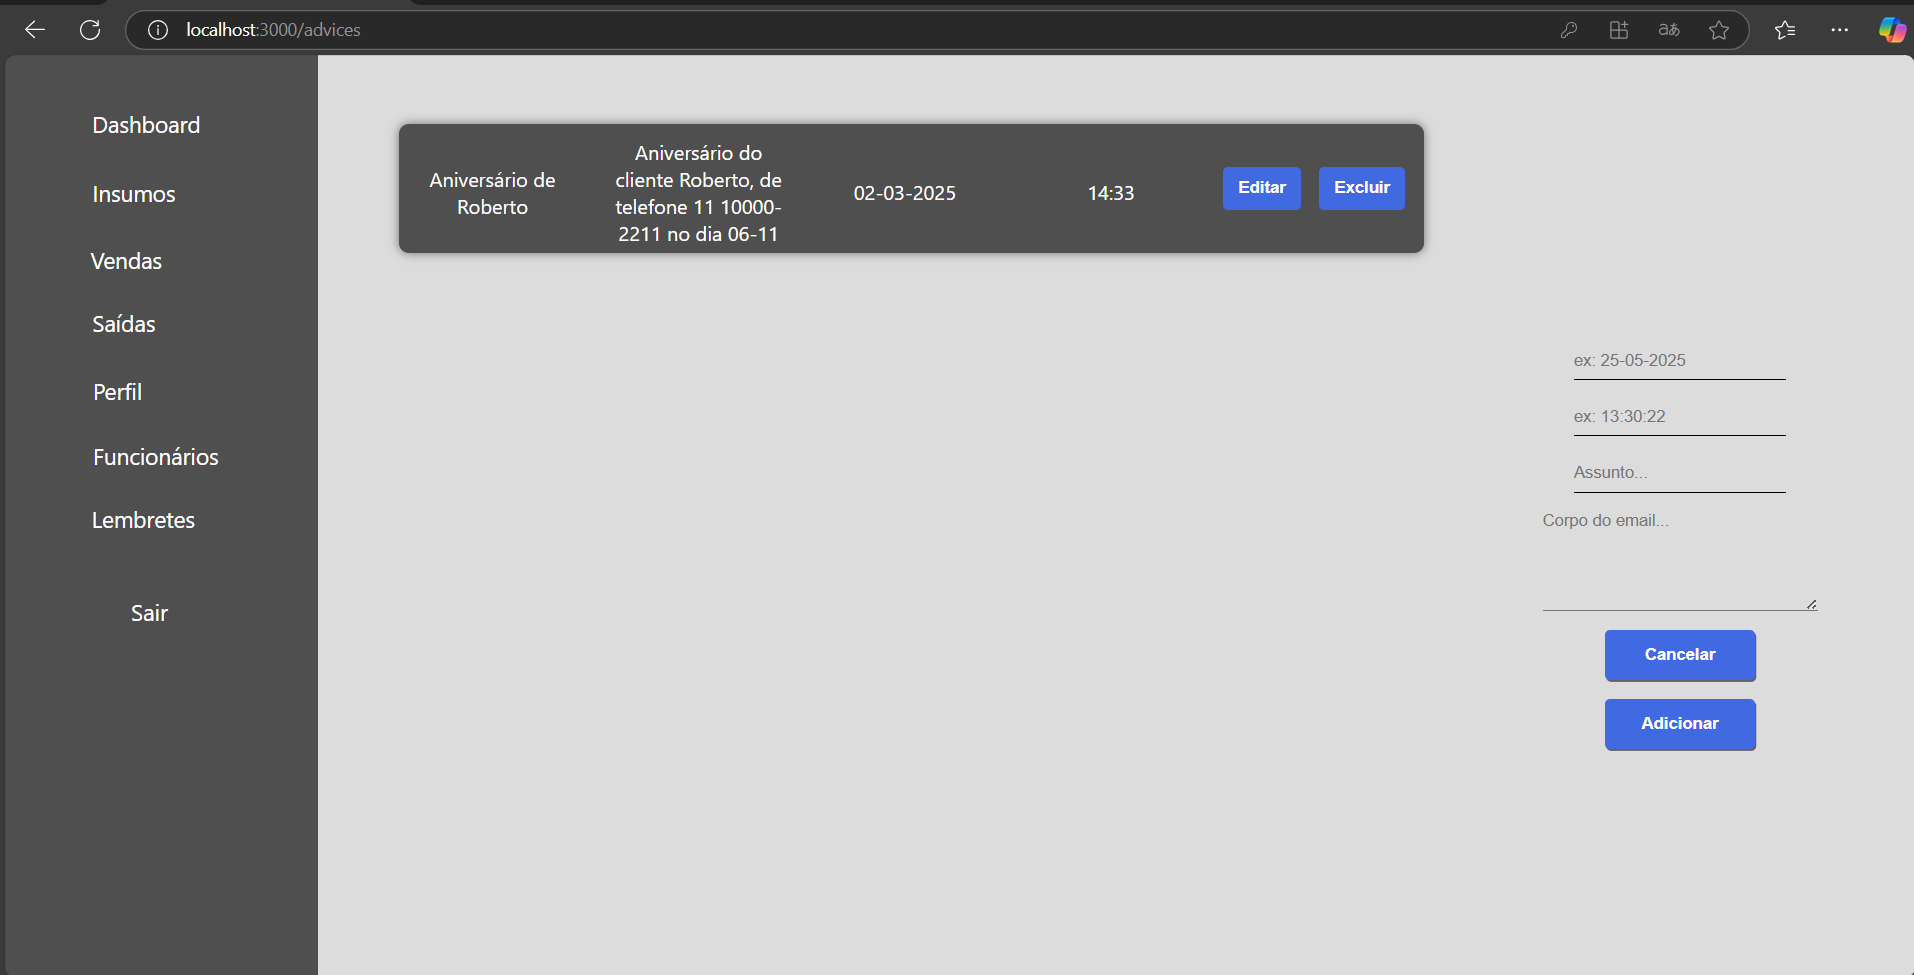 localhost:3000/advices
Dashboard
Insumos
Vendas
Saídas
Perfil
Funcionários
Lembretes
Sair
Aniversário de
Roberto
Aniversário do
cliente Roberto, de
telefone 11 10000-
2211 no dia 06-11
02-03-2025
14:33
Editar
Excluir
ex: 25-05-2025
ex: 13:30:22
Assunto...
Corpo do email...
Cancelar
Adicionar